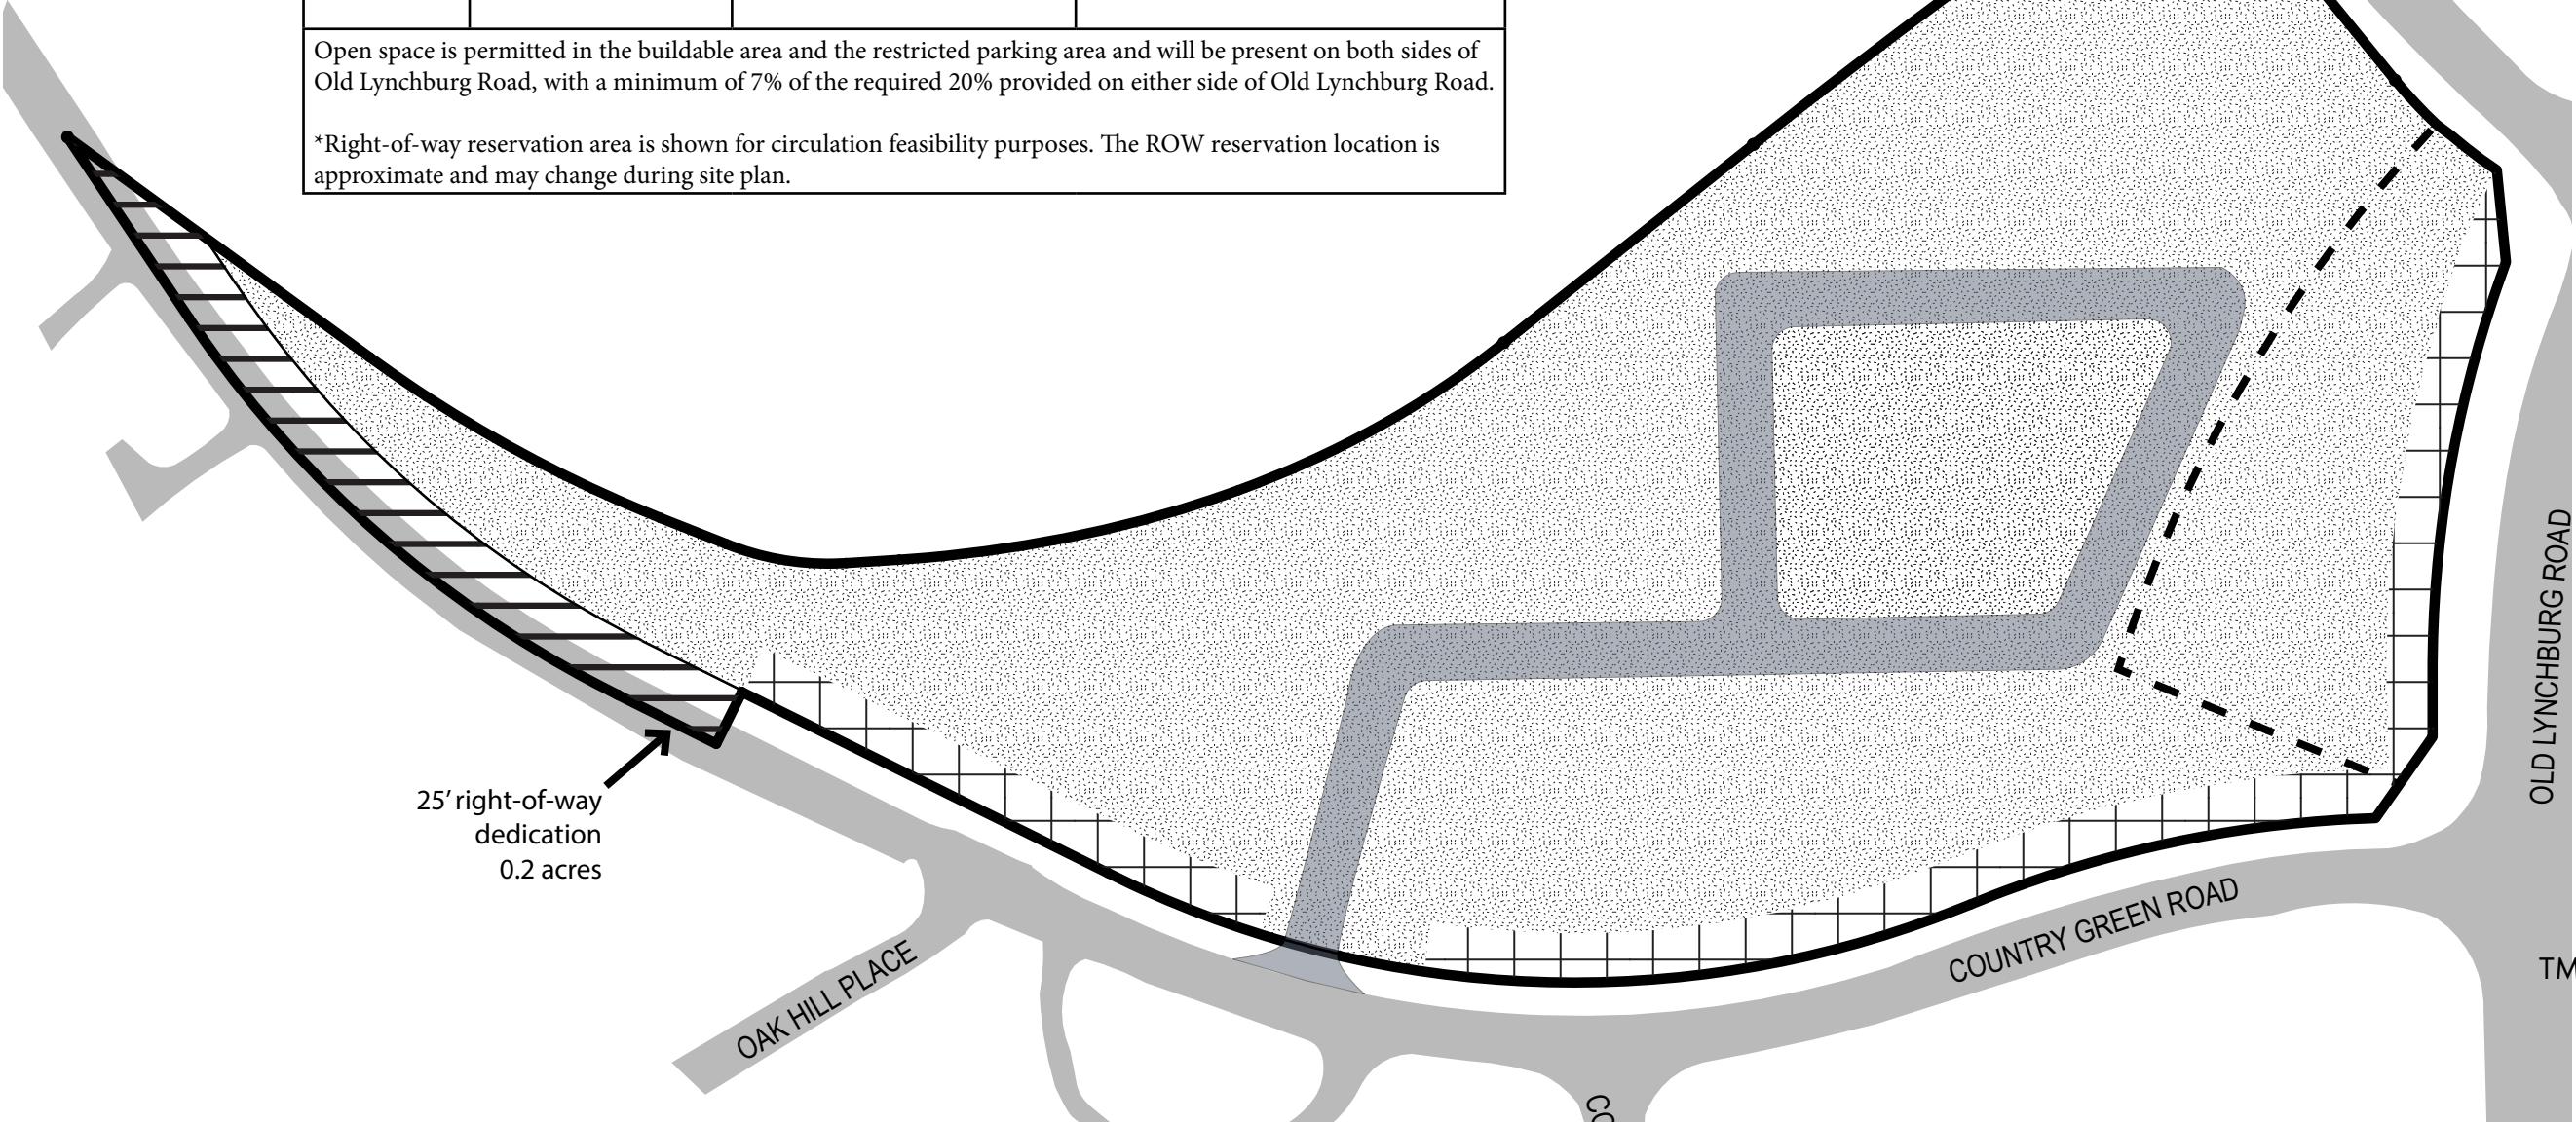 Open space is permitted in the buildable area and the restricted parking area and will be present on both sides of
Old Lynchburg Road, with a minimum of 7% of the required 20% provided on either side of Old Lynchburg Road.
*Right-of-way reservation area is shown for circulation feasibility purposes. The ROW reservation location is
approximate and may change during site plan.
25’ right-of-way
dedication
0.2 acres
OAK HILL PLACE
COUNTRY GREEN ROAD
OLD LYNCHBURG ROAD
TM
CO